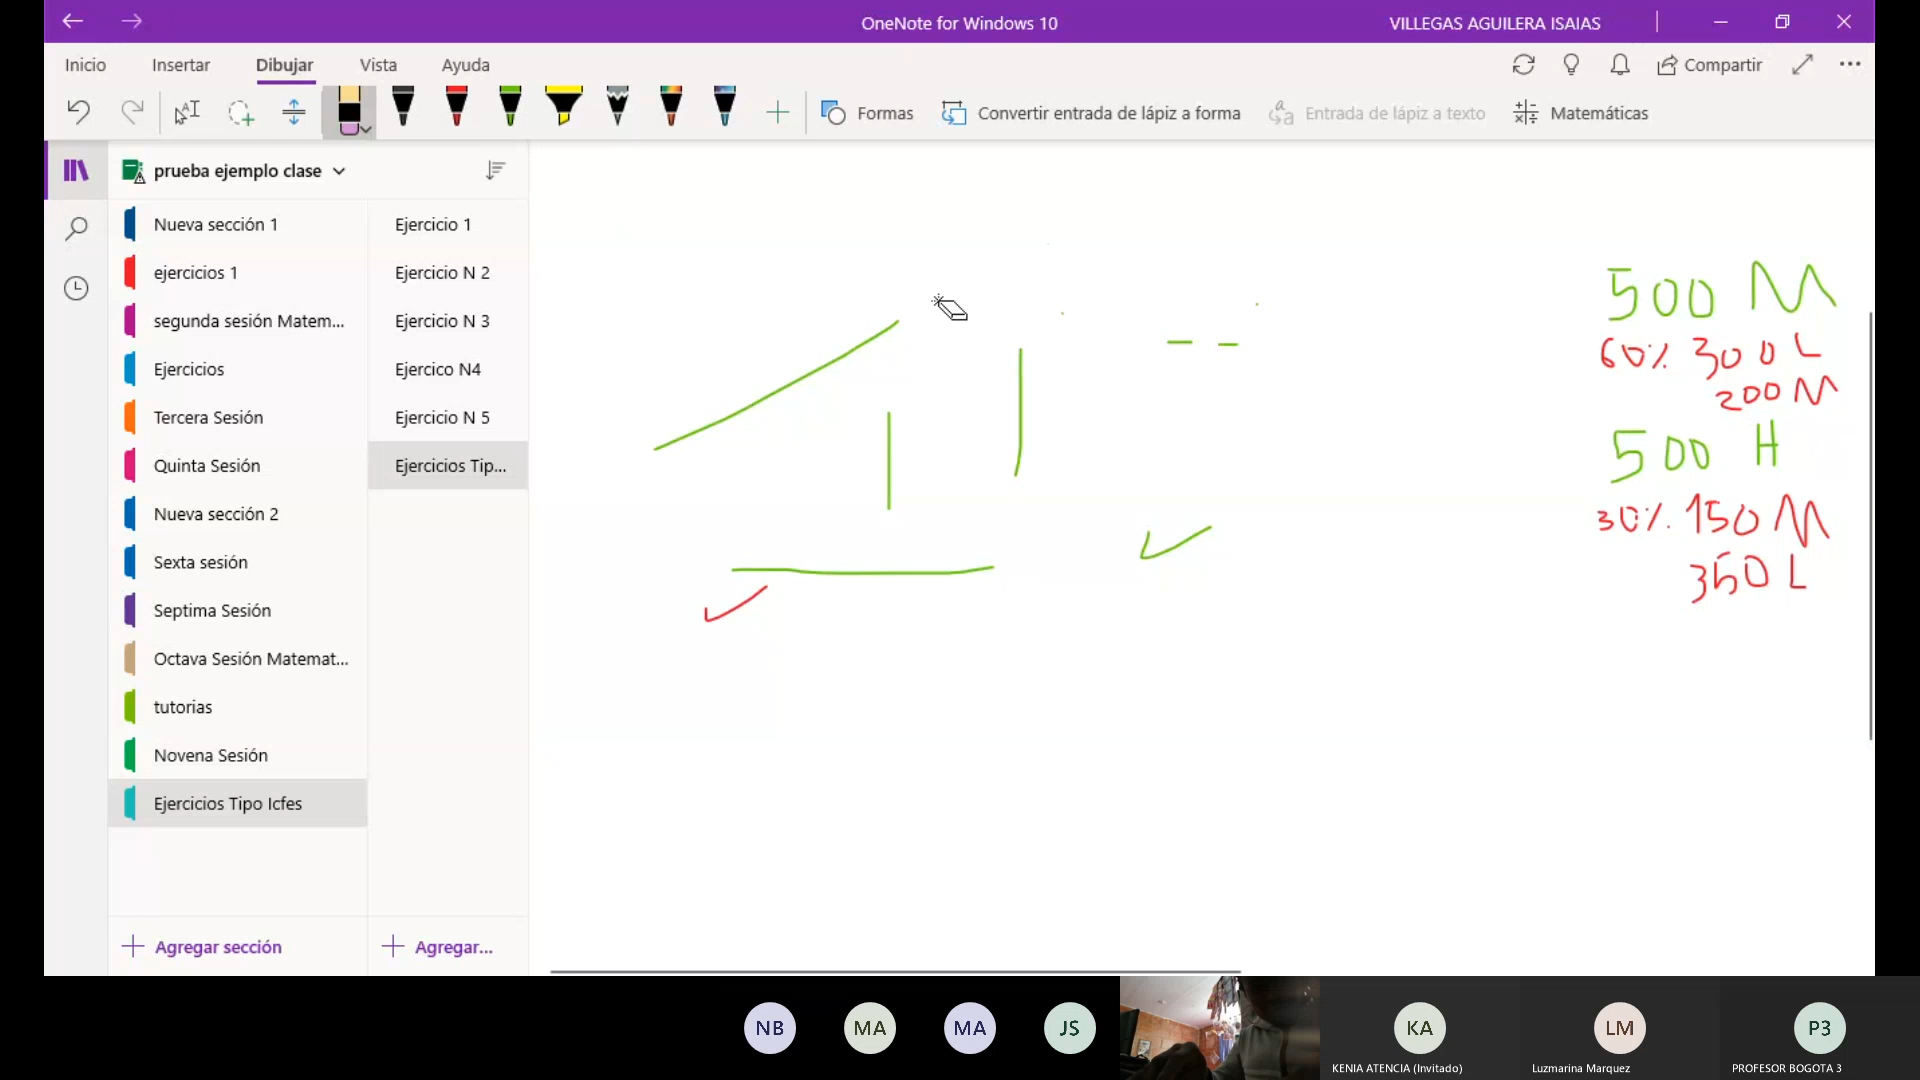 OneNote for Windows 10
VILLEGAS AGUILERA ISAIAS
Inicio
Insertar
Dibujar
Vista
Ayuda
Compartir
Formas
Convertir entrada de lápiz a forma
Entrada de lápiz a texto
Matemáticas
prueba ejemplo clase
Nueva sección 1
ejercicios 1
segunda sesión Matem...
Ejercicios
Tercera Sesión
Quinta Sesión
Nueva sección 2
Sexta sesión
Septima Sesión
Octava Sesión Matemat...
tutorias
Novena Sesión
Ejercicios Tipo Icfes
Agregar sección
Ejercicio 1
Ejercicio N 2
Ejercicio N 3
Ejercico N4
Ejercicio N 5
Ejercicios Tip...
Agregar...
500 M
60% 300 L
200 M
500 H
30% 150 M
350 L
NB
MA
MA
JS
KA
KENIA ATENCIA (Invitado)
LM
Luzmarina Marquez
P3
PROFESOR BOGOTA 3